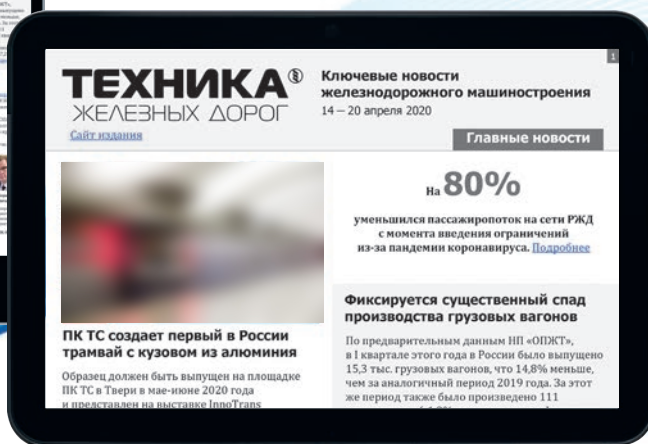 1
ТЕХНИКА®
ЖЕЛЕЗНЫХ ДОРОГ
Сайт издания
Ключевые новости
железнодорожного машиностроения
14 — 20 апреля 2020
Главные новости
ПК ТС создает первый в России
трамвай с кузовом из алюминия
Образец должен быть выпущен на площадке
ПК ТС в Твери в мае-июне 2020 года
и представлен на выставке InnoTrans
На 80%
уменьшился пассажиропоток на сети РЖД
с момента введения ограничений
из-за пандемии коронавируса. Подробнее
Фиксируется существенный спад
производства грузовых вагонов
По предварительным данным НП «ОПЖТ»,
в I квартале этого года в России было выпущено
15,3 тыс. грузовых вагонов, что 14,8% меньше,
чем за аналогичный период 2019 года. За этот
же период также было произведено 111